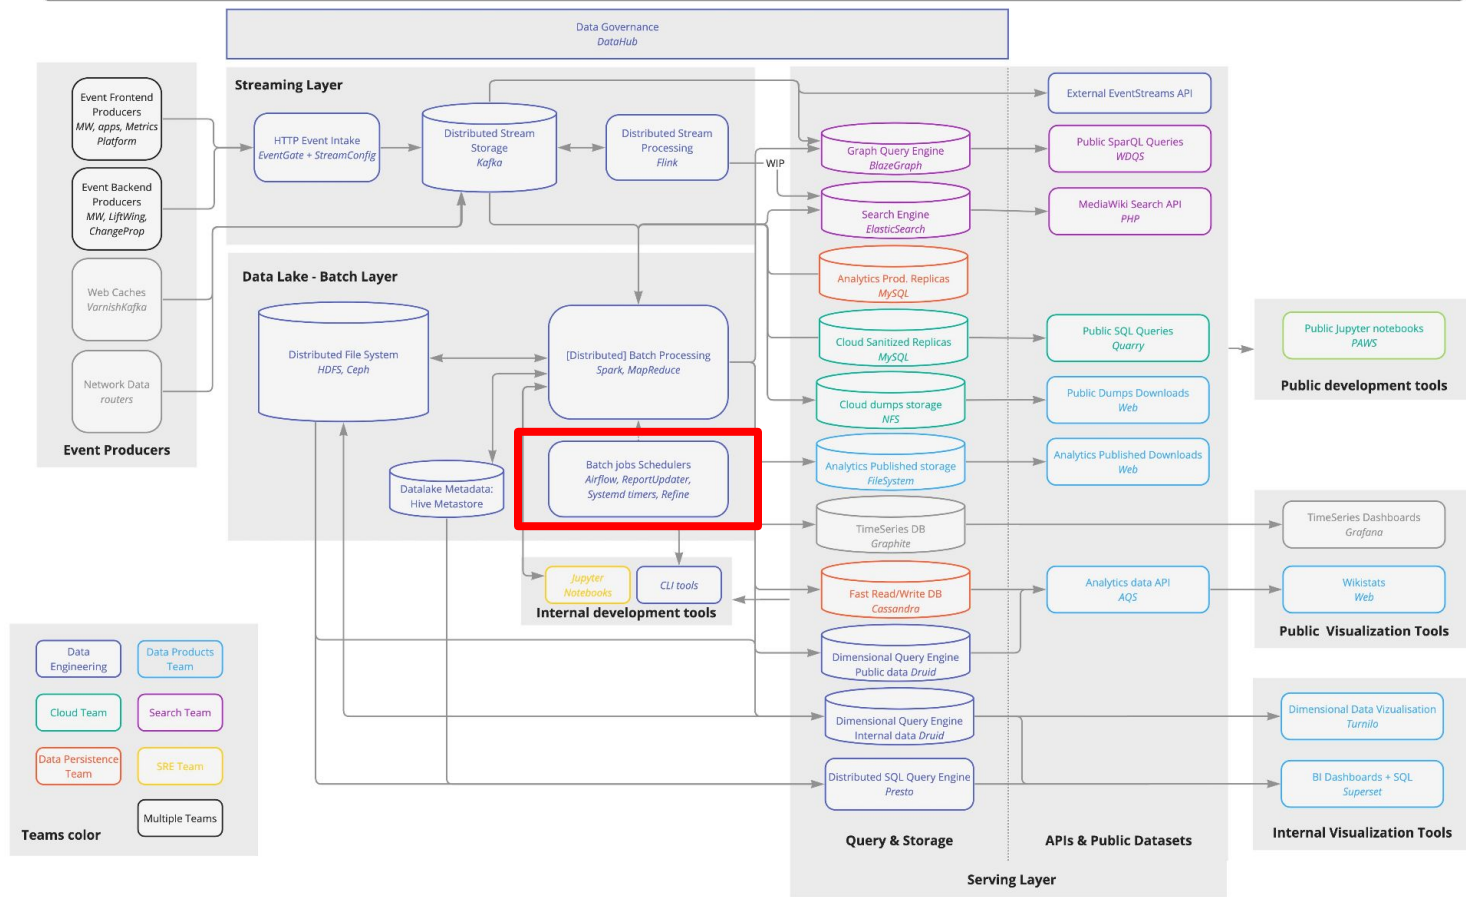 Data Governance
DataHub
Streaming Layer
Event Frontend
Producers
MW, apps, Metrics
Platform
Event Backend
Producers
MW, LiftWing,
ChangeProp
Web Caches
VarnishKafka
Network Data
routers
Event Producers
HTTP Event Intake
EventGate + StreamConfig
Distributed Stream
Storage
Kafka
Distributed Stream
Processing
Flink
WIP
Data Lake - Batch Layer
Distributed File System
HDFS, Ceph
[Distributed] Batch Processing
Spark, MapReduce
Batch jobs Schedulers
Airflow, ReportUpdater,
Systemd timers, Refine
Datalake Metadata:
Hive Metastore
Jupyter
Notebooks
CLI tools
Internal development tools
Graph Query Engine
BlazeGraph
Search Engine
ElasticSearch
Analytics Prod. Replicas
MySQL
Cloud Sanitized Replicas
MySQL
Cloud dumps storage
NFS
Analytics Published storage
FileSystem
TimeSeries DB
Graphite
Fast Read/Write DB
Cassandra
Dimensional Query Engine
Public data Druid
Dimensional Query Engine
Internal data Druid
Distributed SQL Query Engine
Presto
Query & Storage
External EventStreams API
Public SparQL Queries
WDQS
MediaWiki Search API
PHP
Public SQL Queries
Quarry
Public Dumps Downloads
Web
Analytics Published Downloads
Web
Analytics data API
AQS
APIs & Public Datasets
Serving Layer
Public Jupyter notebooks
PAWS
Public development tools
TimeSeries Dashboards
Grafana
Wikistats
Web
Public Visualization Tools
Dimensional Data Vizualisation
Turnilo
BI Dashboards + SQL
Superset
Internal Visualization Tools
Data
Engineering
Data Products
Team
Cloud Team
Search Team
Data Persistence
Team
SRE Team
Multiple Teams
Teams color